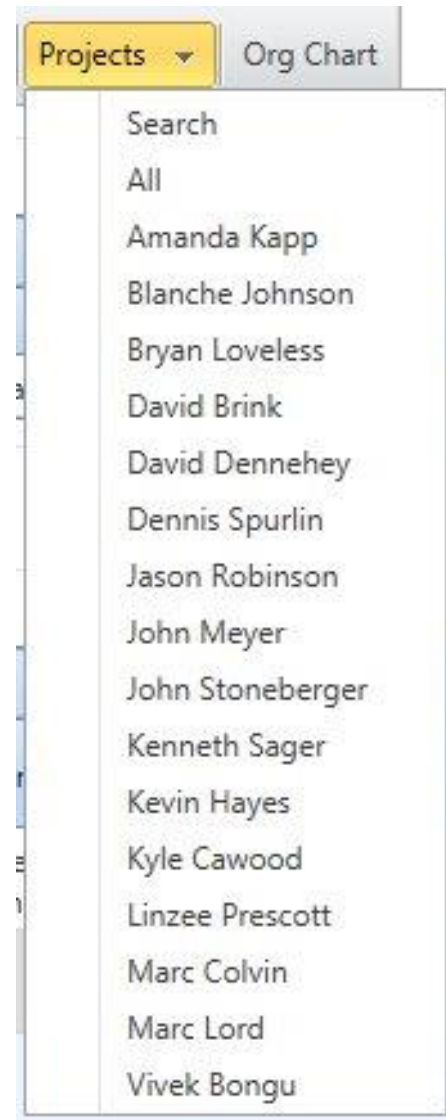 Projects Org Chart
Search
All
Amanda Kapp
Blanche Johnson
Bryan Loveless
David Brink
David Dennehey
Dennis Spurlin
Jason Robinson
John Meyer
John Stoneberger
Kenneth Sager
Kevin Hayes
Kyle Cawood
Linzee Prescott
Marc Colvin
Marc Lord
Vivek Bongu